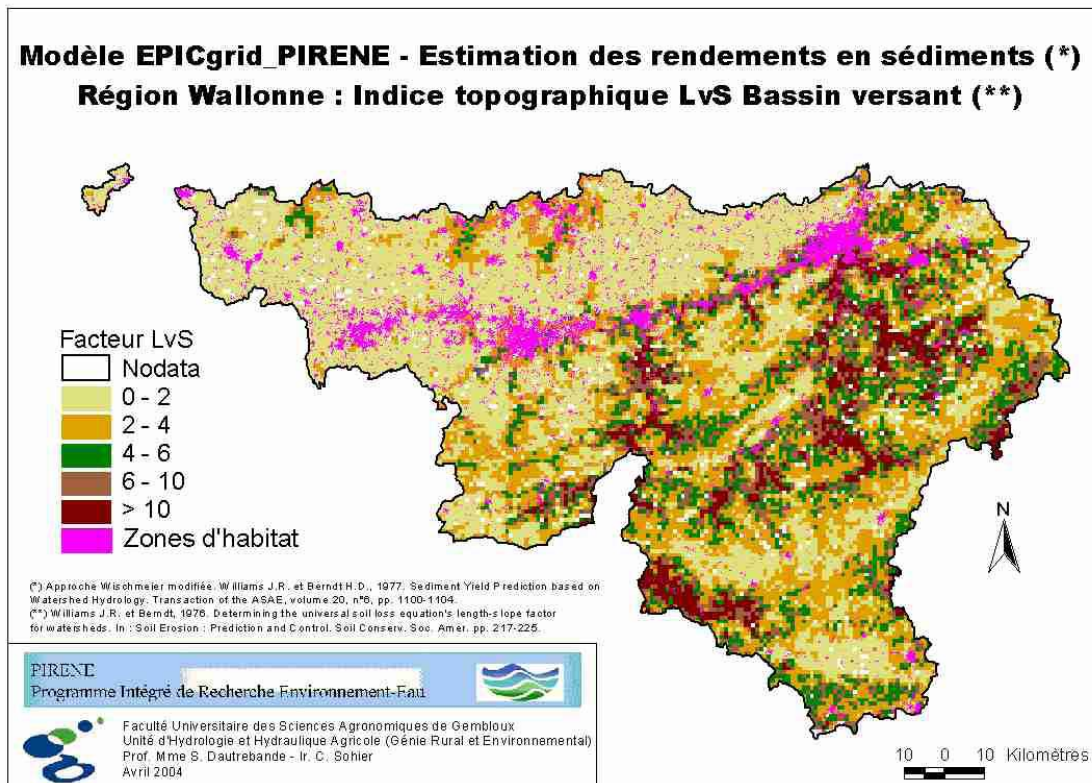 Modèle EPICgrid_PIRENE - Estimation des rendements en sédiments (*)
Région Wallonne : Indice topographique LvS Bassin versant (**)
Facteur LvS
Nodata
0 - 2
2 - 4
4 - 6
6 - 10
> 10
Zones d'habitat
N
(*) Approche Wischmeier modifiée. Williams J.R. et Berndt H.D., 1977. Sediment Yield Prediction based on
Watershed Hydrology. Transaction of the ASAE, volume 20, n°6, pp. 1100-1104.
(**) Williams J.R. et Berndt, 1976. Determining the universal soil loss equation's length-slope factor
for watersheds. In : Soil Erosion : Prediction and Control. Soil Conserv. Soc. Amer. pp. 217-225.
PIRENE
Programme Intégré de Recherche Environnement-Eau
Faculté Universitaire des Sciences Agronomiques de Gembloux
Unité d'Hydrologie et Hydraulique Agricole (Génie Rural et Environnemental)
Prof. Mme S. Dautrebande - Ir. C. Sohier
Avril 2004
10 0 10 Kilomètres